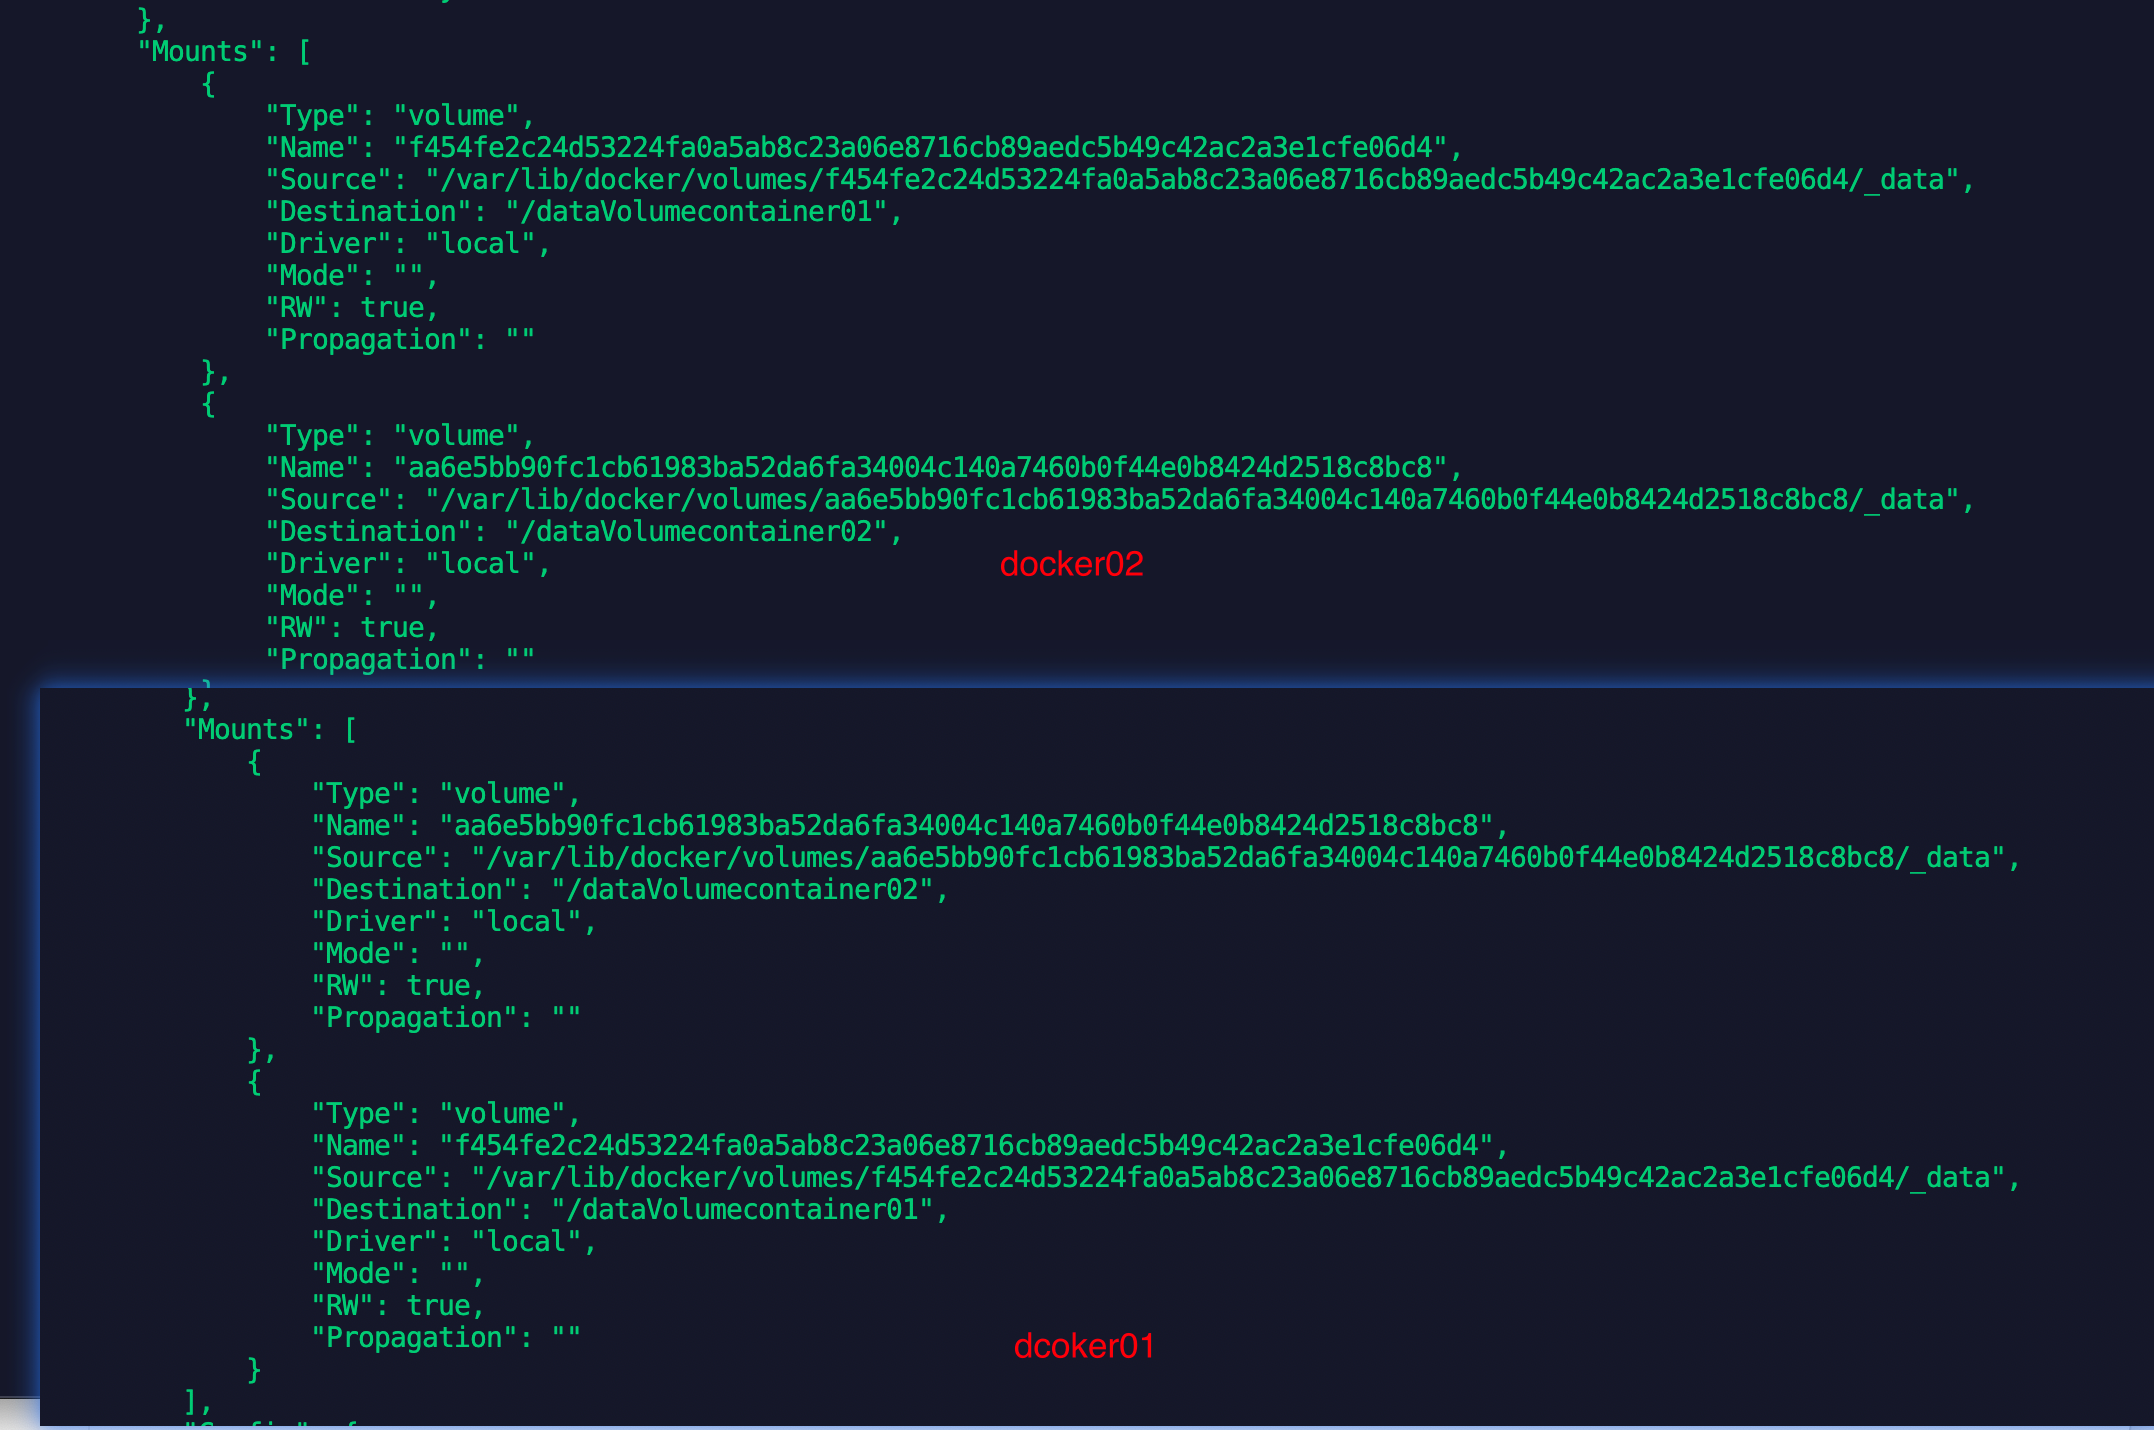 },
"Mounts": [
{
"Type": "volume",
"Name": "f454fe2c24d53224fa0a5ab8c23a06e8716cb89aedc5b49c42ac2a3e1cfe06d4",
"Source": "/var/lib/docker/volumes/f454fe2c24d53224fa0a5ab8c23a06e8716cb89aedc5b49c42ac2a3e1cfe06d4/_data",
"Destination": "/dataVolumecontainer01",
"Driver": "local",
"Mode": "",
"RW": true,
"Propagation": ""
},
{
"Type": "volume",
"Name": "aa6e5bb90fc1cb61983ba52da6fa34004c140a7460b0f44e0b8424d2518c8bc8",
"Source": "/var/lib/docker/volumes/aa6e5bb90fc1cb61983ba52da6fa34004c140a7460b0f44e0b8424d2518c8bc8/_data",
"Destination": "/dataVolumecontainer02",
"Driver": "local",
docker02
"Mode": "",
"RW": true,
"Propagation": ""
},
"Mounts": [
{
"Type": "volume",
"Name": "aa6e5bb90fc1cb61983ba52da6fa34004c140a7460b0f44e0b8424d2518c8bc8",
"Source": "/var/lib/docker/volumes/aa6e5bb90fc1cb61983ba52da6fa34004c140a7460b0f44e0b8424d2518c8bc8/_data",
"Destination": "/dataVolumecontainer02",
"Driver": "local",
"Mode": "",
"RW": true,
"Propagation": ""
},
{
"Type": "volume",
"Name": "f454fe2c24d53224fa0a5ab8c23a06e8716cb89aedc5b49c42ac2a3e1cfe06d4",
"Source": "/var/lib/docker/volumes/f454fe2c24d53224fa0a5ab8c23a06e8716cb89aedc5b49c42ac2a3e1cfe06d4/_data",
"Destination": "/dataVolumecontainer01",
"Driver": "local",
"Mode": "",
"RW": true,
"Propagation": ""
dcoker01
}
],